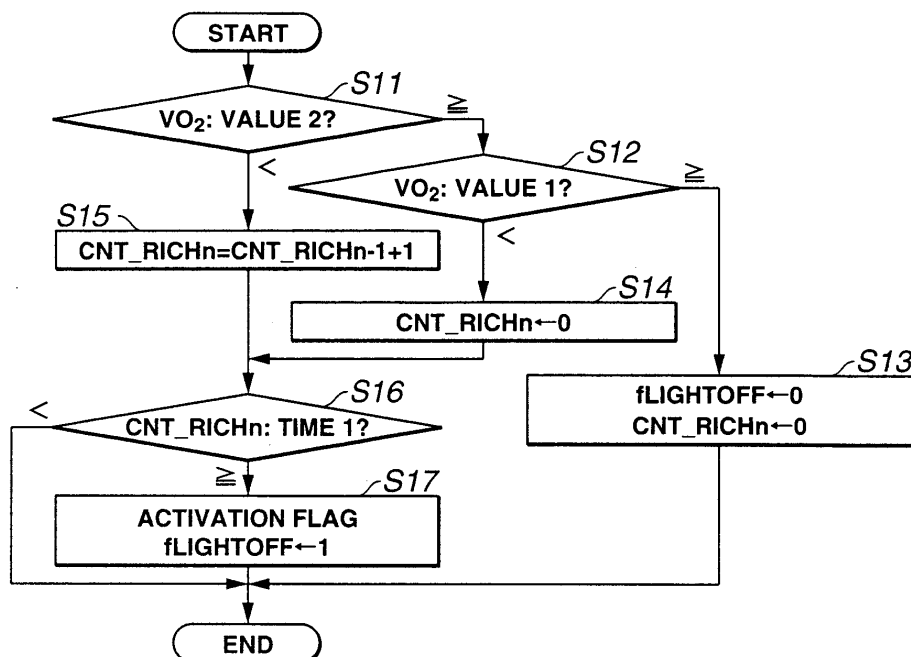 START
S11
VO₂: VALUE 2?
≧
<
S12
VO₂: VALUE 1?
≧
<
S15
CNT_RICHn=CNT_RICHn-1+1
S14
CNT_RICHn←0
S13
fLIGHTOFF←0
CNT_RICHn←0
S16
CNT_RICHn: TIME 1?
<
≧
S17
ACTIVATION FLAG
fLIGHTOFF←1
END